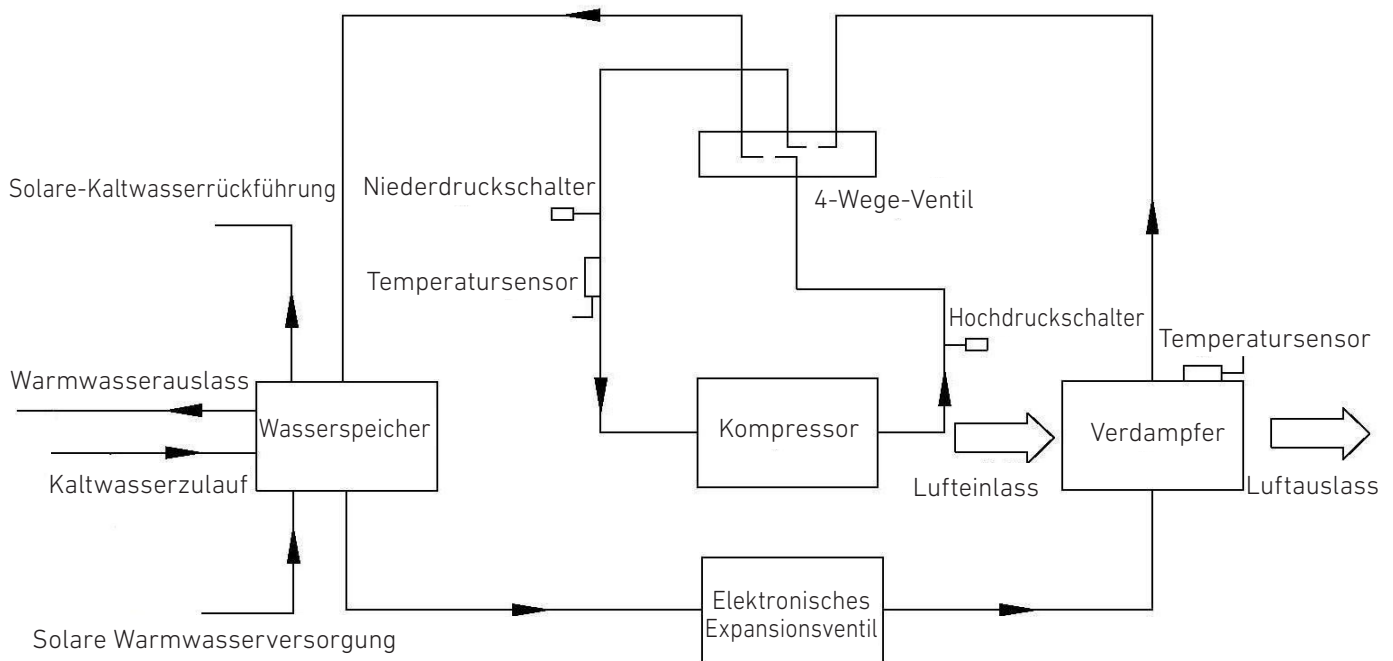 Solare-Kaltwasserrückführung
Niederdruckschalter
4-Wege-Ventil
Temperatursensor
Hochdruckschalter
Temperatursensor
Warmwasserauslass
Wasserspeicher
Kompressor
Verdampfer
Kaltwasserzulauf
Lufteinlass
Luftauslass
Elektronisches
Expansionsventil
Solare Warmwasserversorgung